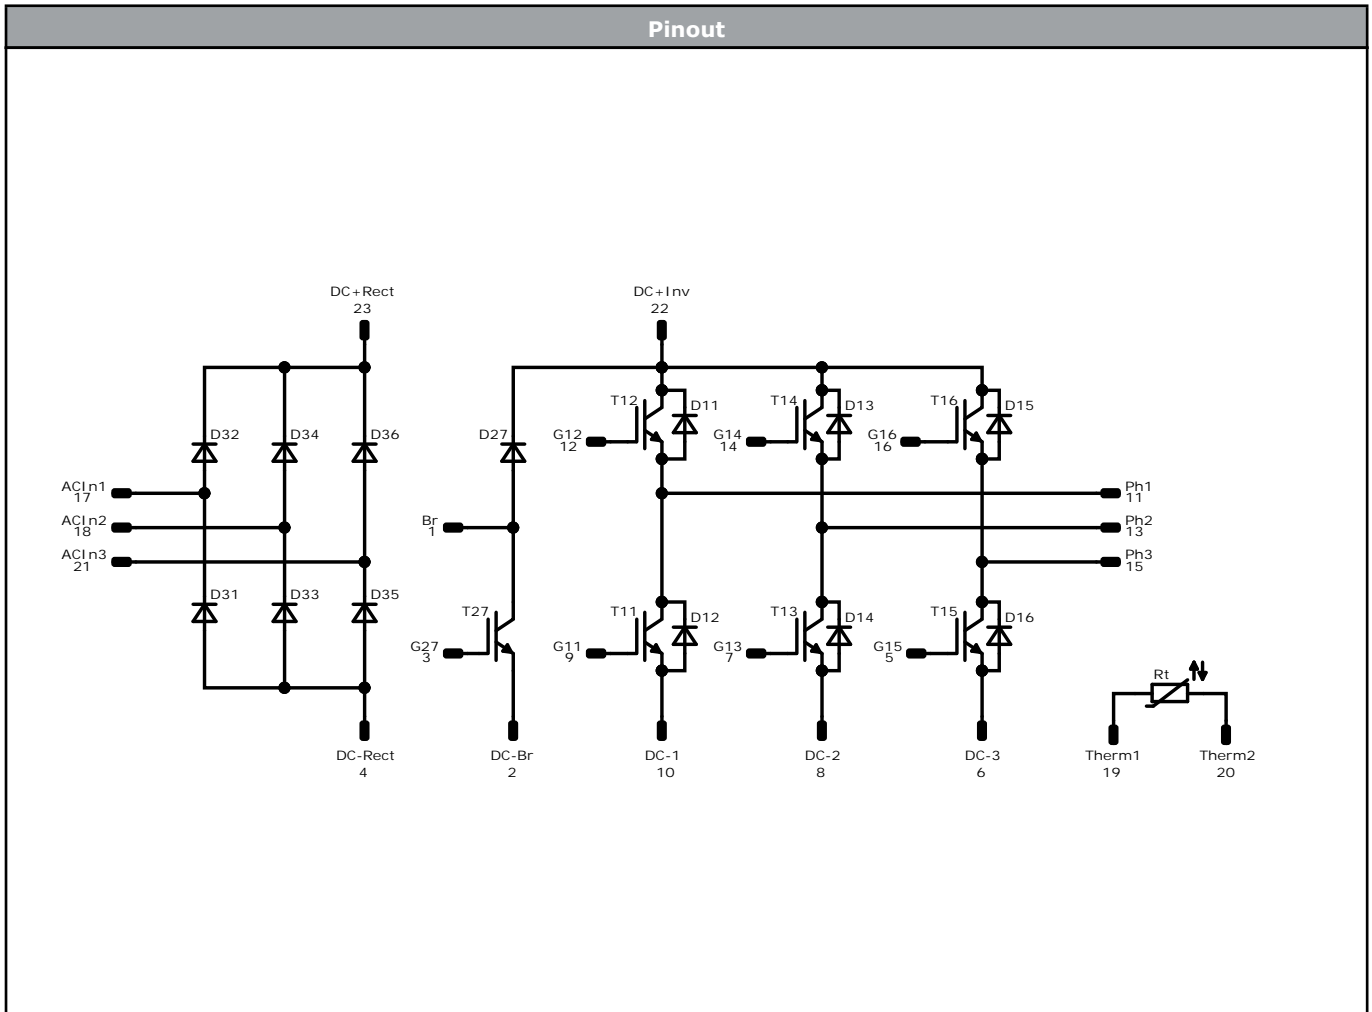 Pinout
DC+Rect
23
DC+Inv
22
T12
D11
T14
D13
T16
D15
D32
D34
D36
D27
G12
12
G14
14
G16
16
ACIn1
17
ACIn2
18
ACIn3
21
Br
1
Ph1
11
Ph2
13
Ph3
15
D31
D33
D35
T27
T11
D12
T13
D14
T15
D16
G27
3
G11
9
G13
7
G15
5
Rt
DC-Rect
4
DC-Br
2
DC-1
10
DC-2
8
DC-3
6
Therm1
19
Therm2
20